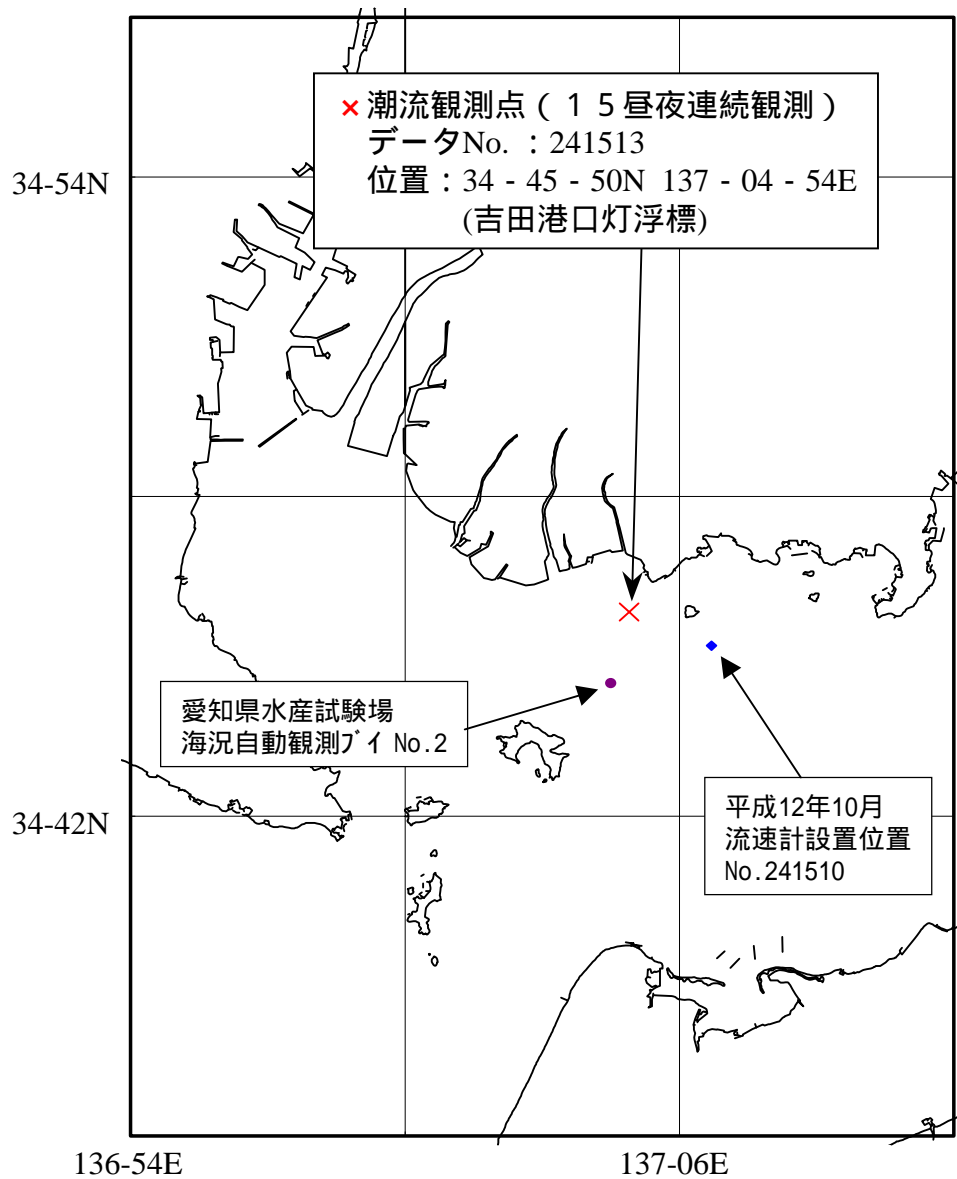 ×潮流観測点（１５昼夜連続観測）
データNo. ：241513
位置：34 - 45 - 50N 137 - 04 - 54E
(吉田港口灯浮標)
34-54N
愛知県水産試験場
海況自動観測ﾌﾞｲ No.2
34-42N
平成12年10月
流速計設置位置
No.241510
136-54E
137-06E